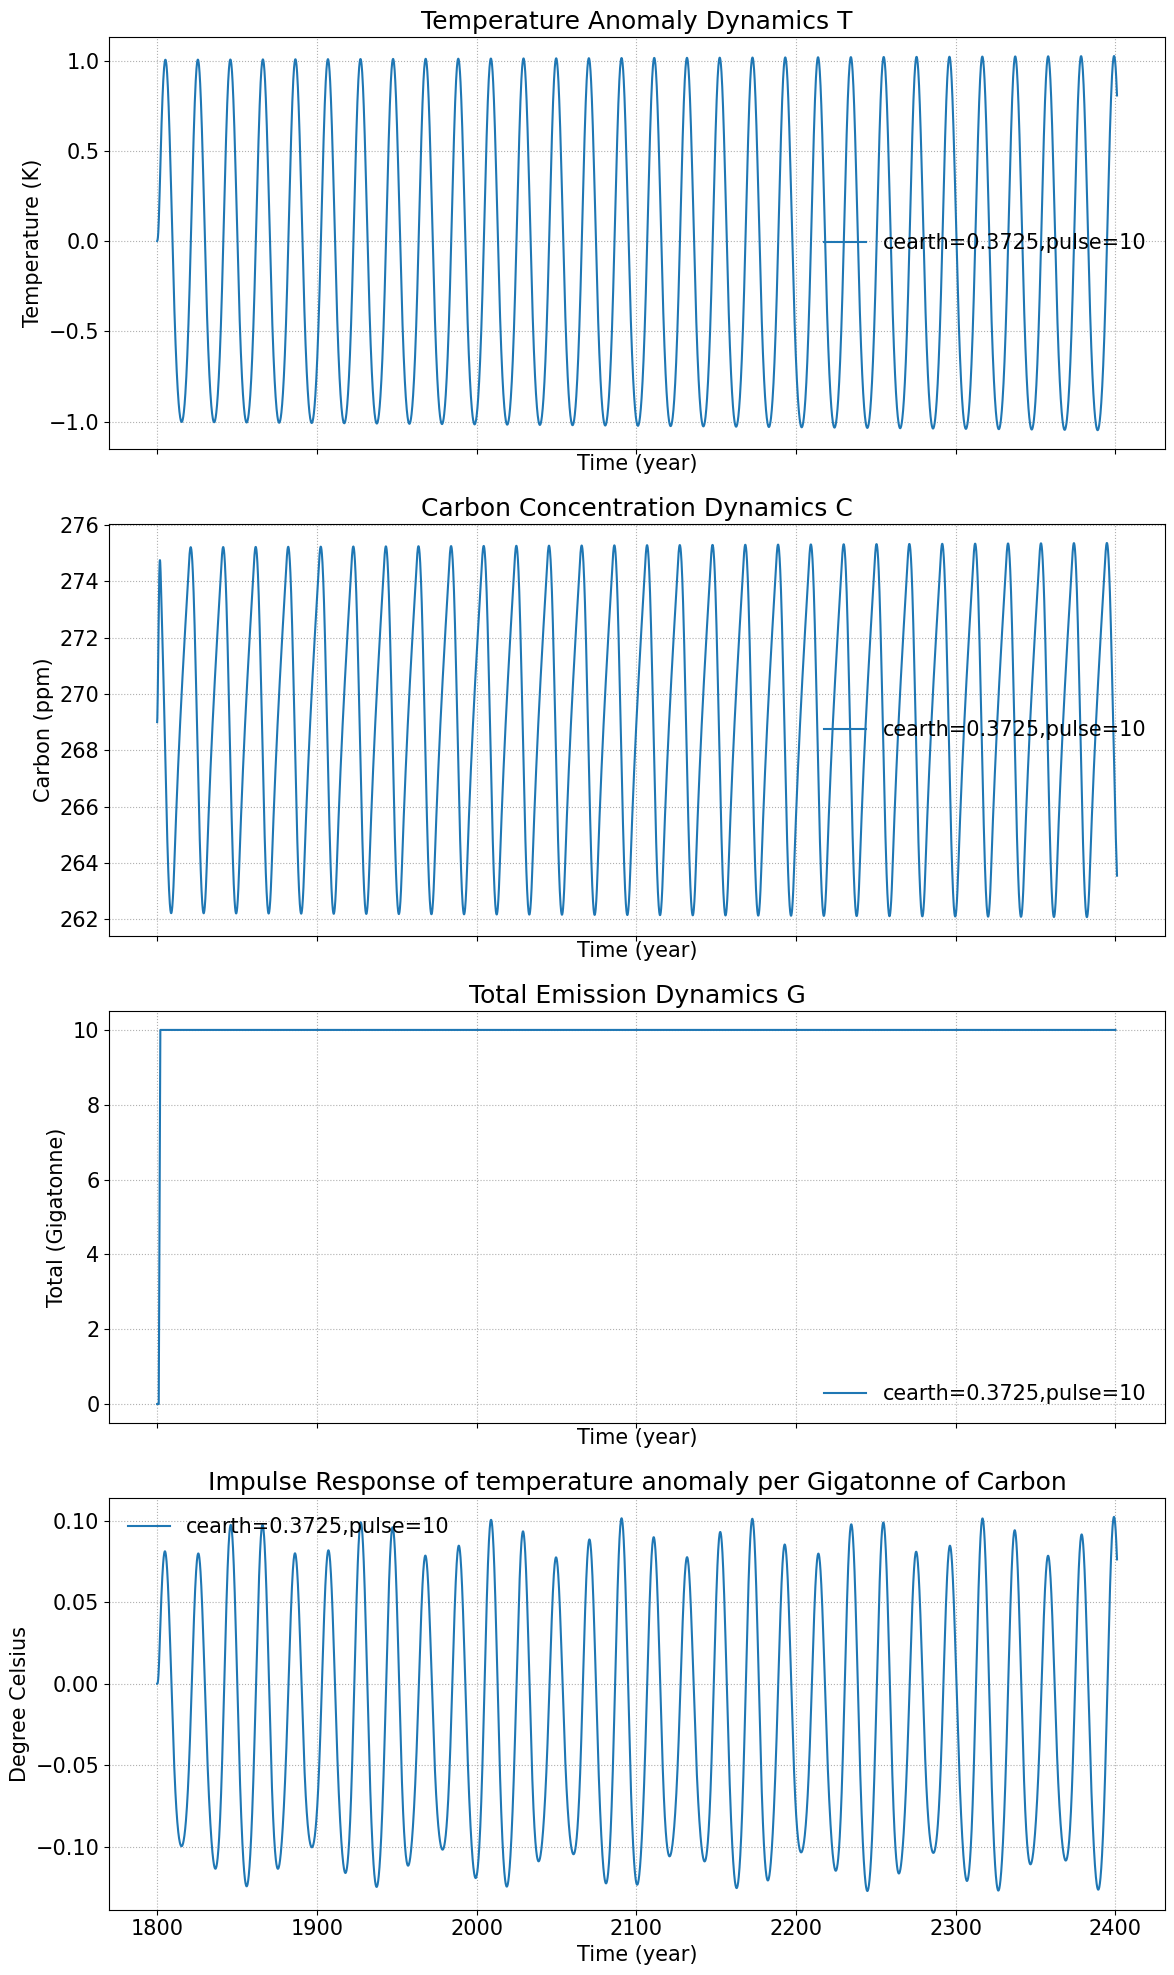 Temperature Anomaly Dynamics T
1.0
0.5
0.0
−0.5
−1.0
Temperature (K)
cearth=0.3725,pulse=10
Time (year)
Carbon Concentration Dynamics C
276
274
272
270
268
266
264
262
Carbon (ppm)
cearth=0.3725,pulse=10
Time (year)
Total Emission Dynamics G
10
8
6
4
2
0
Total (Gigatonne)
cearth=0.3725,pulse=10
Time (year)
Impulse Response of temperature anomaly per Gigatonne of Carbon
cearth=0.3725,pulse=10
0.10
0.05
0.00
−0.05
−0.10
Degree Celsius
1800 1900 2000 2100 2200 2300 2400
Time (year)